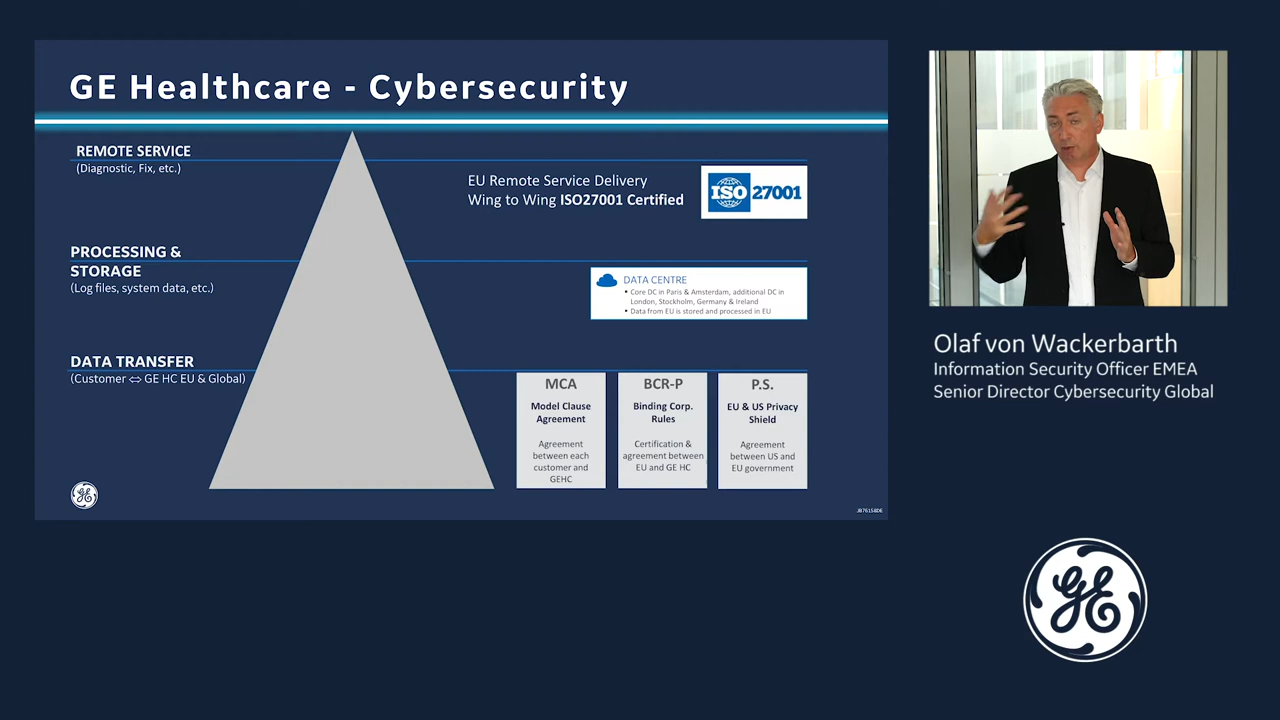 GE Healthcare - Cybersecurity
REMOTE SERVICE
(Diagnostic, Fix, etc.)
EU Remote Service Delivery
Wing to Wing ISO27001 Certified
ISO 27001
PROCESSING &
STORAGE
(Log files, system data, etc.)
DATA CENTRE
▪ Core DC in Paris & Amsterdam, additional DC in
London, Stockholm, Germany & Ireland
▪ Data from EU is stored and processed in EU
DATA TRANSFER
(Customer ⇔ GE HC EU & Global)
MCA
Model Clause
Agreement
Agreement
between each
customer and
GEHC
BCR-P
Binding Corp.
Rules
Certification &
agreement between
EU and GE HC
P.S.
EU & US Privacy
Shield
Agreement
between US and
EU government
GE
JB76158DE
Olaf von Wackerbarth
Information Security Officer EMEA
Senior Director Cybersecurity Global
GE